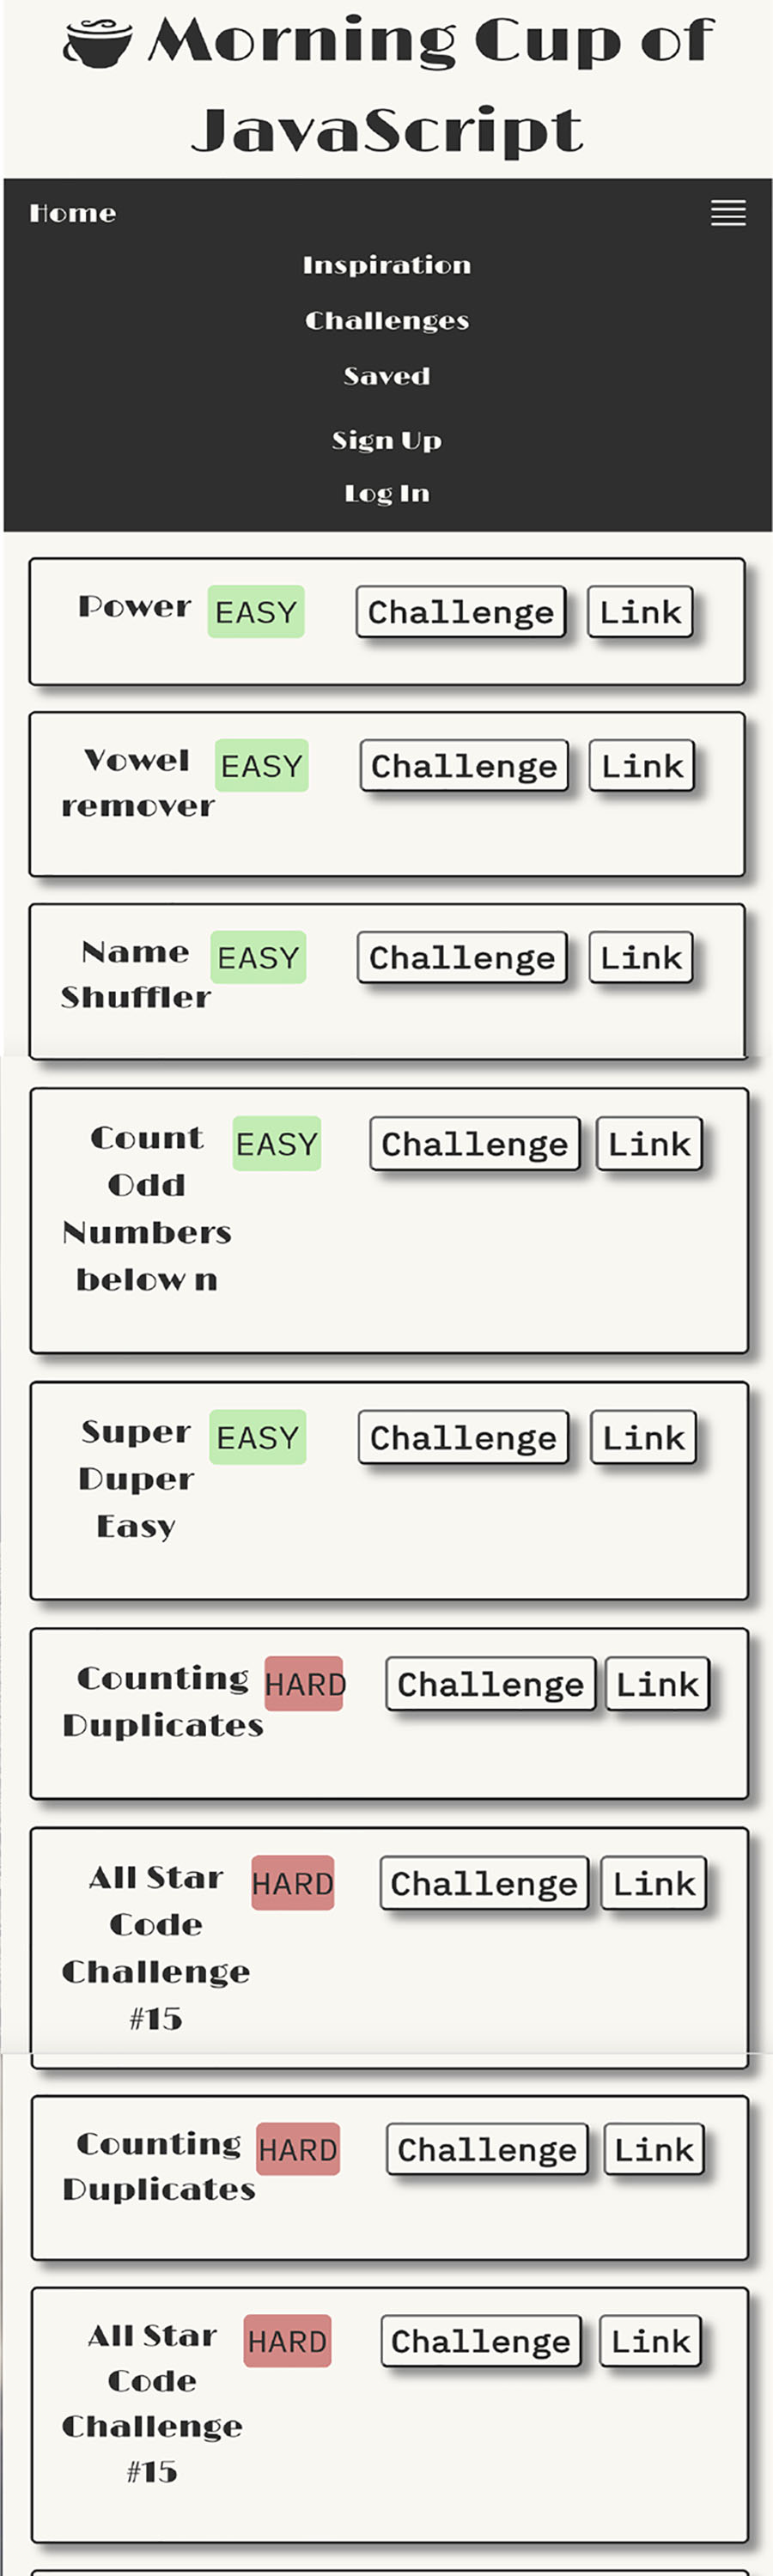 Morning Cup of
JavaScript
Home
Inspiration
Challenges
Saved
Sign Up
Log In
Power EASY Challenge Link
Vowel EASY Challenge Link
remover
Name EASY Challenge Link
Shuffler
Count EASY Challenge Link
Odd
Numbers
below n
Super EASY Challenge Link
Duper
Easy
Counting HARD Challenge Link
Duplicates
All Star HARD Challenge Link
Code
Challenge
#15
Counting HARD Challenge Link
Duplicates
All Star HARD Challenge Link
Code
Challenge
#15